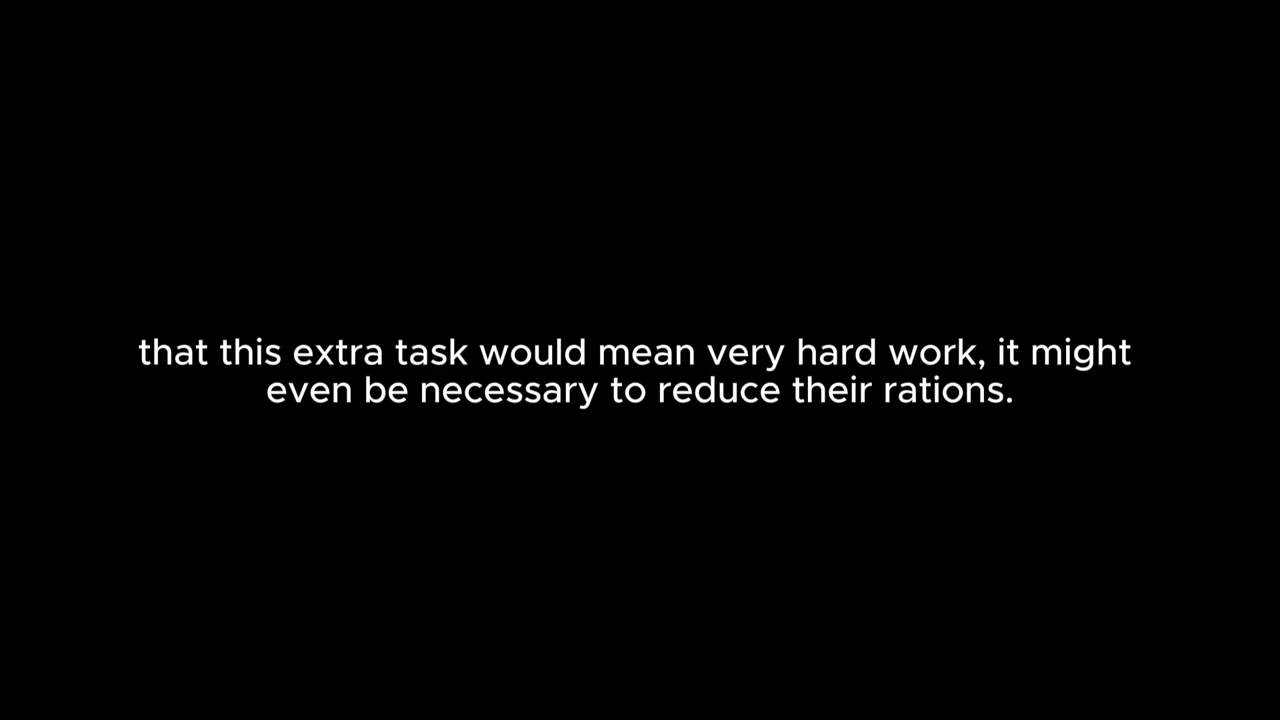 that this extra task would mean very hard work, it might
even be necessary to reduce their rations.